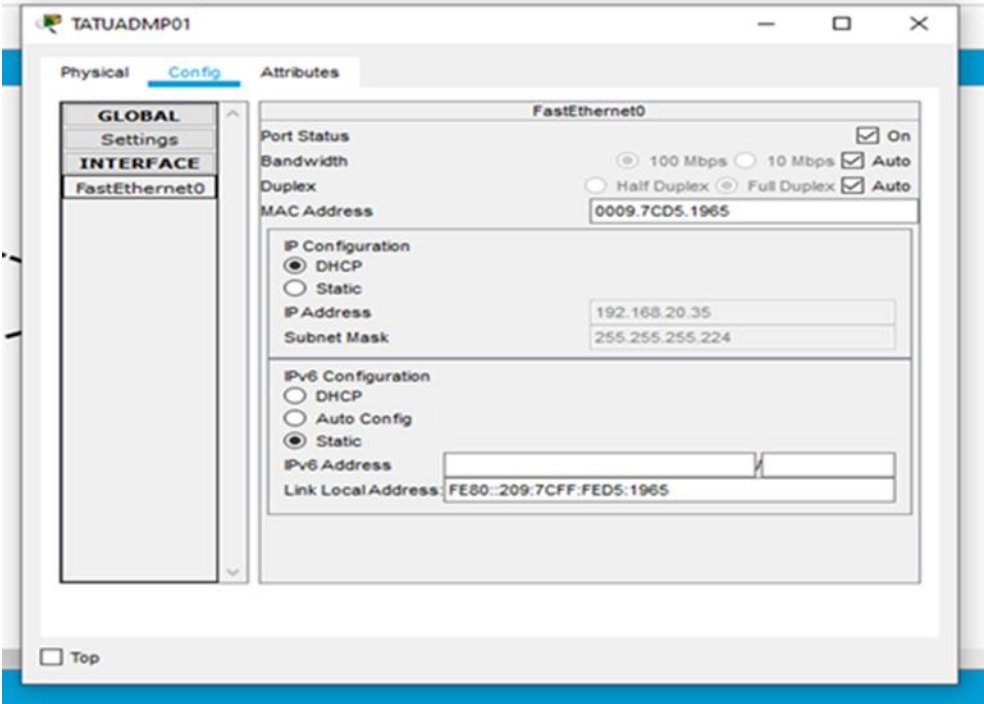 TATUADMP01
Physical Config Attributes
GLOBAL
Settings
INTERFACE
FastEthernet0
FastEthernet0
Port Status On
Bandwidth 100 Mbps 10 Mbps Auto
Duplex Half Duplex Full Duplex Auto
MAC Address 0009.7CD5.1965
IP Configuration
DHCP
Static
IP Address 192.168.20.35
Subnet Mask 255.255.255.224
IPv6 Configuration
DHCP
Auto Config
Static
IPv6 Address /
Link Local Address: FE80::209:7CFF:FED5:1965
Top